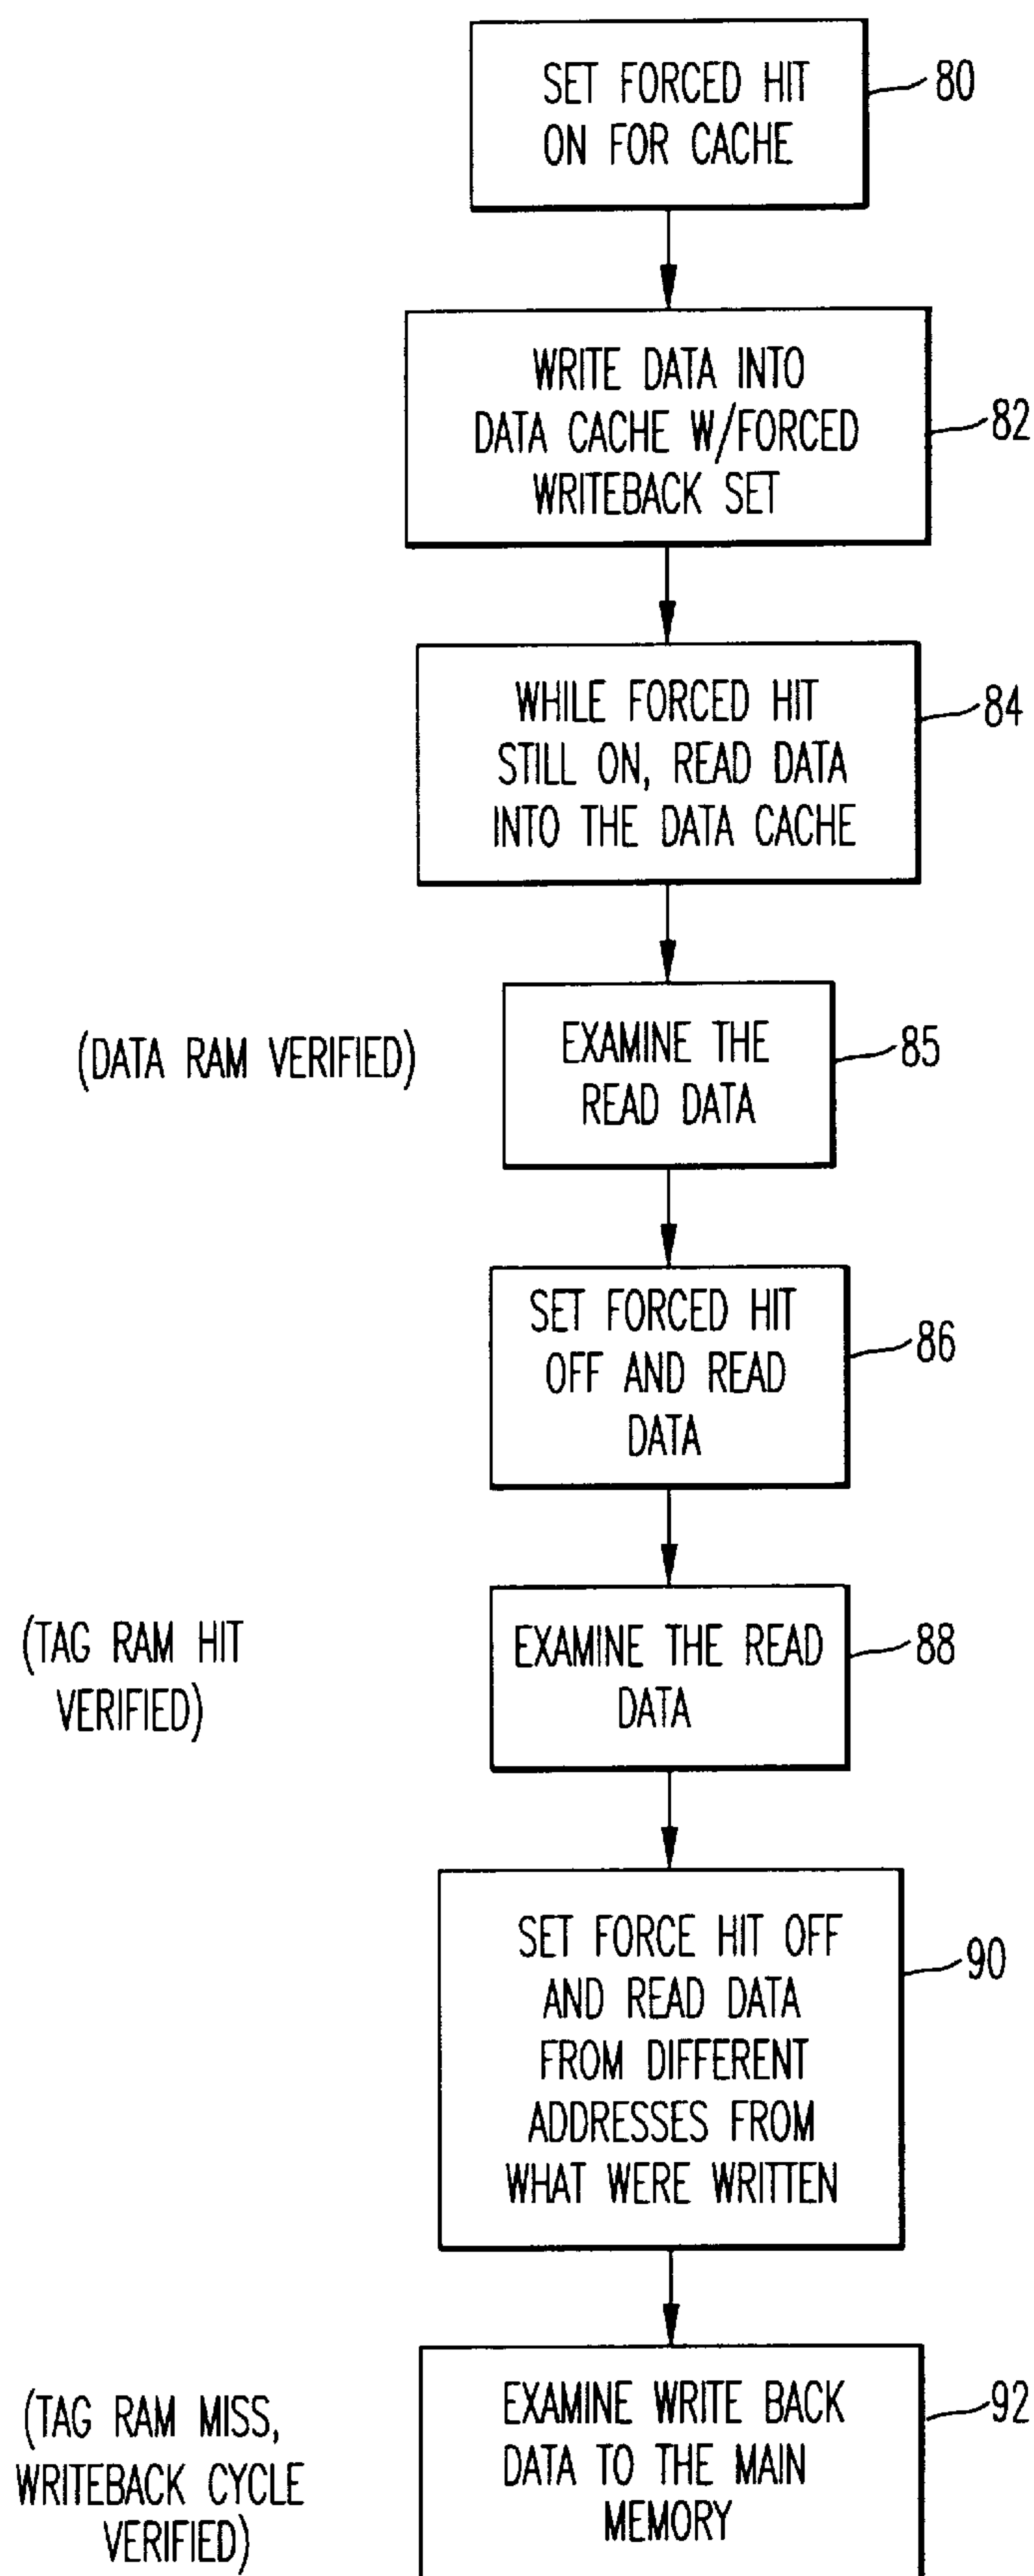 SET FORCED HIT
ON FOR CACHE
80
WRITE DATA INTO
DATA CACHE W/FORCED
WRITEBACK SET
82
WHILE FORCED HIT
STILL ON, READ DATA
INTO THE DATA CACHE
84
(DATA RAM VERIFIED)
EXAMINE THE
READ DATA
85
SET FORCED HIT
OFF AND READ
DATA
86
(TAG RAM HIT
VERIFIED)
EXAMINE THE READ
DATA
88
SET FORCE HIT OFF
AND READ DATA
FROM DIFFERENT
ADDRESSES FROM
WHAT WERE WRITTEN
90
(TAG RAM MISS,
WRITEBACK CYCLE
VERIFIED)
EXAMINE WRITE BACK
DATA TO THE MAIN
MEMORY
92